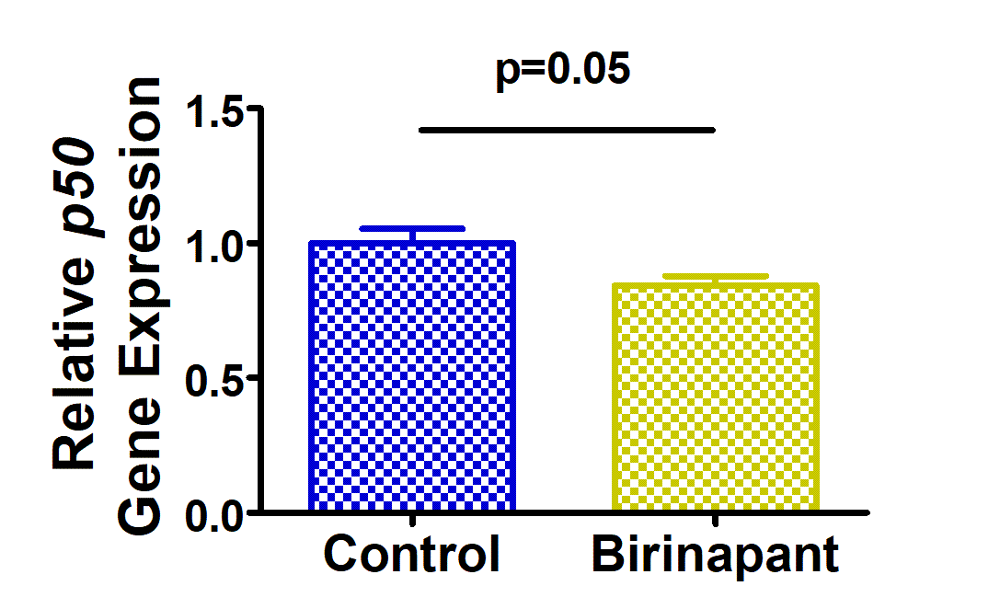 p=0.05
Relative p50
Gene Expression
1.5
1.0
0.5
0.0
Control
Birinapant